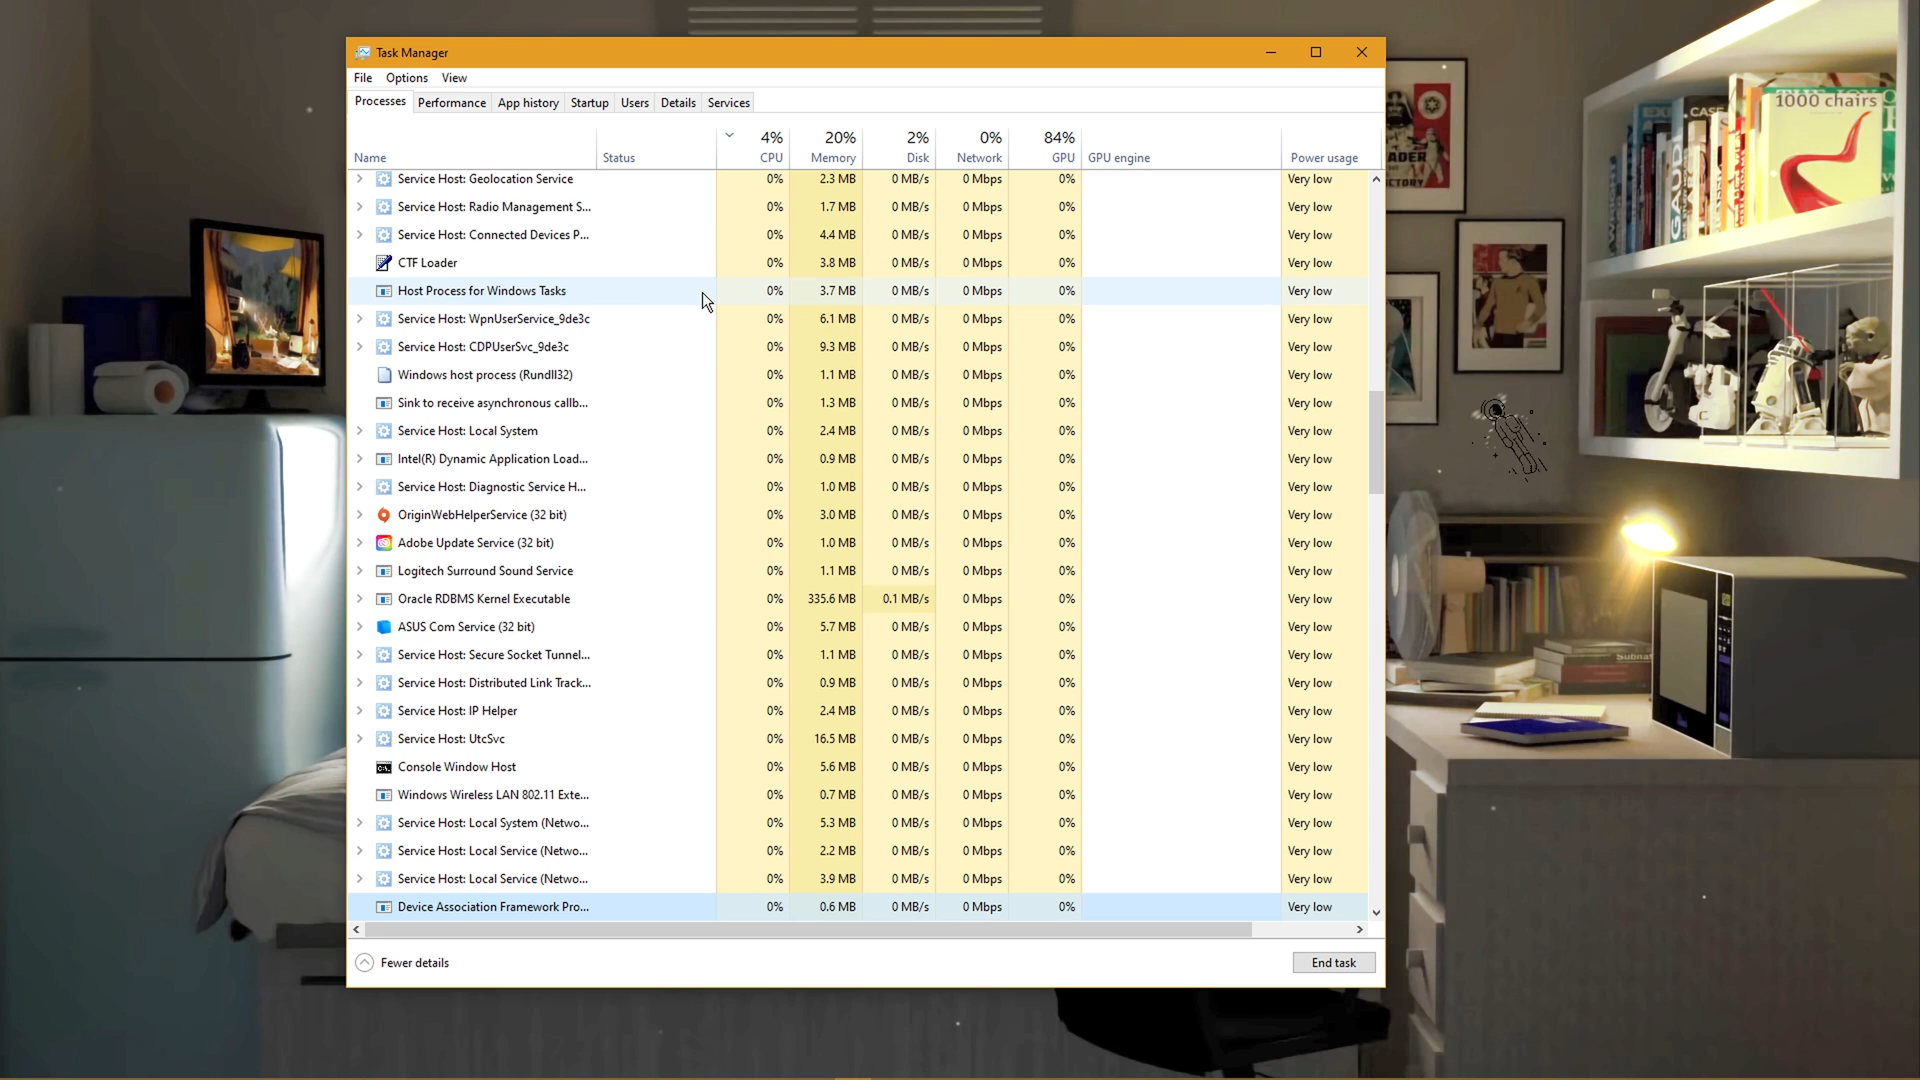 Task Manager
File Options View
Processes Performance App history Startup Users Details Services
4% 20% 2% 0% 84%
Name Status CPU Memory Disk Network GPU GPU engine Power usage
Service Host: Geolocation Service 0% 2.3 MB 0 MB/s 0 Mbps 0% Very low
Service Host: Radio Management S... 0% 1.7 MB 0 MB/s 0 Mbps 0% Very low
Service Host: Connected Devices P... 0% 4.4 MB 0 MB/s 0 Mbps 0% Very low
CTF Loader 0% 3.8 MB 0 MB/s 0 Mbps 0% Very low
Host Process for Windows Tasks 0% 3.7 MB 0 MB/s 0 Mbps 0% Very low
Service Host: WpnUserService_9de3c 0% 6.1 MB 0 MB/s 0 Mbps 0% Very low
Service Host: CDPUserSvc_9de3c 0% 9.3 MB 0 MB/s 0 Mbps 0% Very low
Windows host process (Rundll32) 0% 1.1 MB 0 MB/s 0 Mbps 0% Very low
Sink to receive asynchronous callb... 0% 1.3 MB 0 MB/s 0 Mbps 0% Very low
Service Host: Local System 0% 2.4 MB 0 MB/s 0 Mbps 0% Very low
Intel(R) Dynamic Application Load... 0% 0.9 MB 0 MB/s 0 Mbps 0% Very low
Service Host: Diagnostic Service H... 0% 1.0 MB 0 MB/s 0 Mbps 0% Very low
OriginWebHelperService (32 bit) 0% 3.0 MB 0 MB/s 0 Mbps 0% Very low
Adobe Update Service (32 bit) 0% 1.0 MB 0 MB/s 0 Mbps 0% Very low
Logitech Surround Sound Service 0% 1.1 MB 0 MB/s 0 Mbps 0% Very low
Oracle RDBMS Kernel Executable 0% 335.6 MB 0.1 MB/s 0 Mbps 0% Very low
ASUS Com Service (32 bit) 0% 5.7 MB 0 MB/s 0 Mbps 0% Very low
Service Host: Secure Socket Tunnel... 0% 1.1 MB 0 MB/s 0 Mbps 0% Very low
Service Host: Distributed Link Track... 0% 0.9 MB 0 MB/s 0 Mbps 0% Very low
Service Host: IP Helper 0% 2.4 MB 0 MB/s 0 Mbps 0% Very low
Service Host: UtcSvc 0% 16.5 MB 0 MB/s 0 Mbps 0% Very low
Console Window Host 0% 5.6 MB 0 MB/s 0 Mbps 0% Very low
Windows Wireless LAN 802.11 Exte... 0% 0.7 MB 0 MB/s 0 Mbps 0% Very low
Service Host: Local System (Netwo... 0% 5.3 MB 0 MB/s 0 Mbps 0% Very low
Service Host: Local Service (Netwo... 0% 2.2 MB 0 MB/s 0 Mbps 0% Very low
Service Host: Local Service (Netwo... 0% 3.9 MB 0 MB/s 0 Mbps 0% Very low
Device Association Framework Pro... 0% 0.6 MB 0 MB/s 0 Mbps 0% Very low
Fewer details
End task
1000 chairs
GAUDÍ